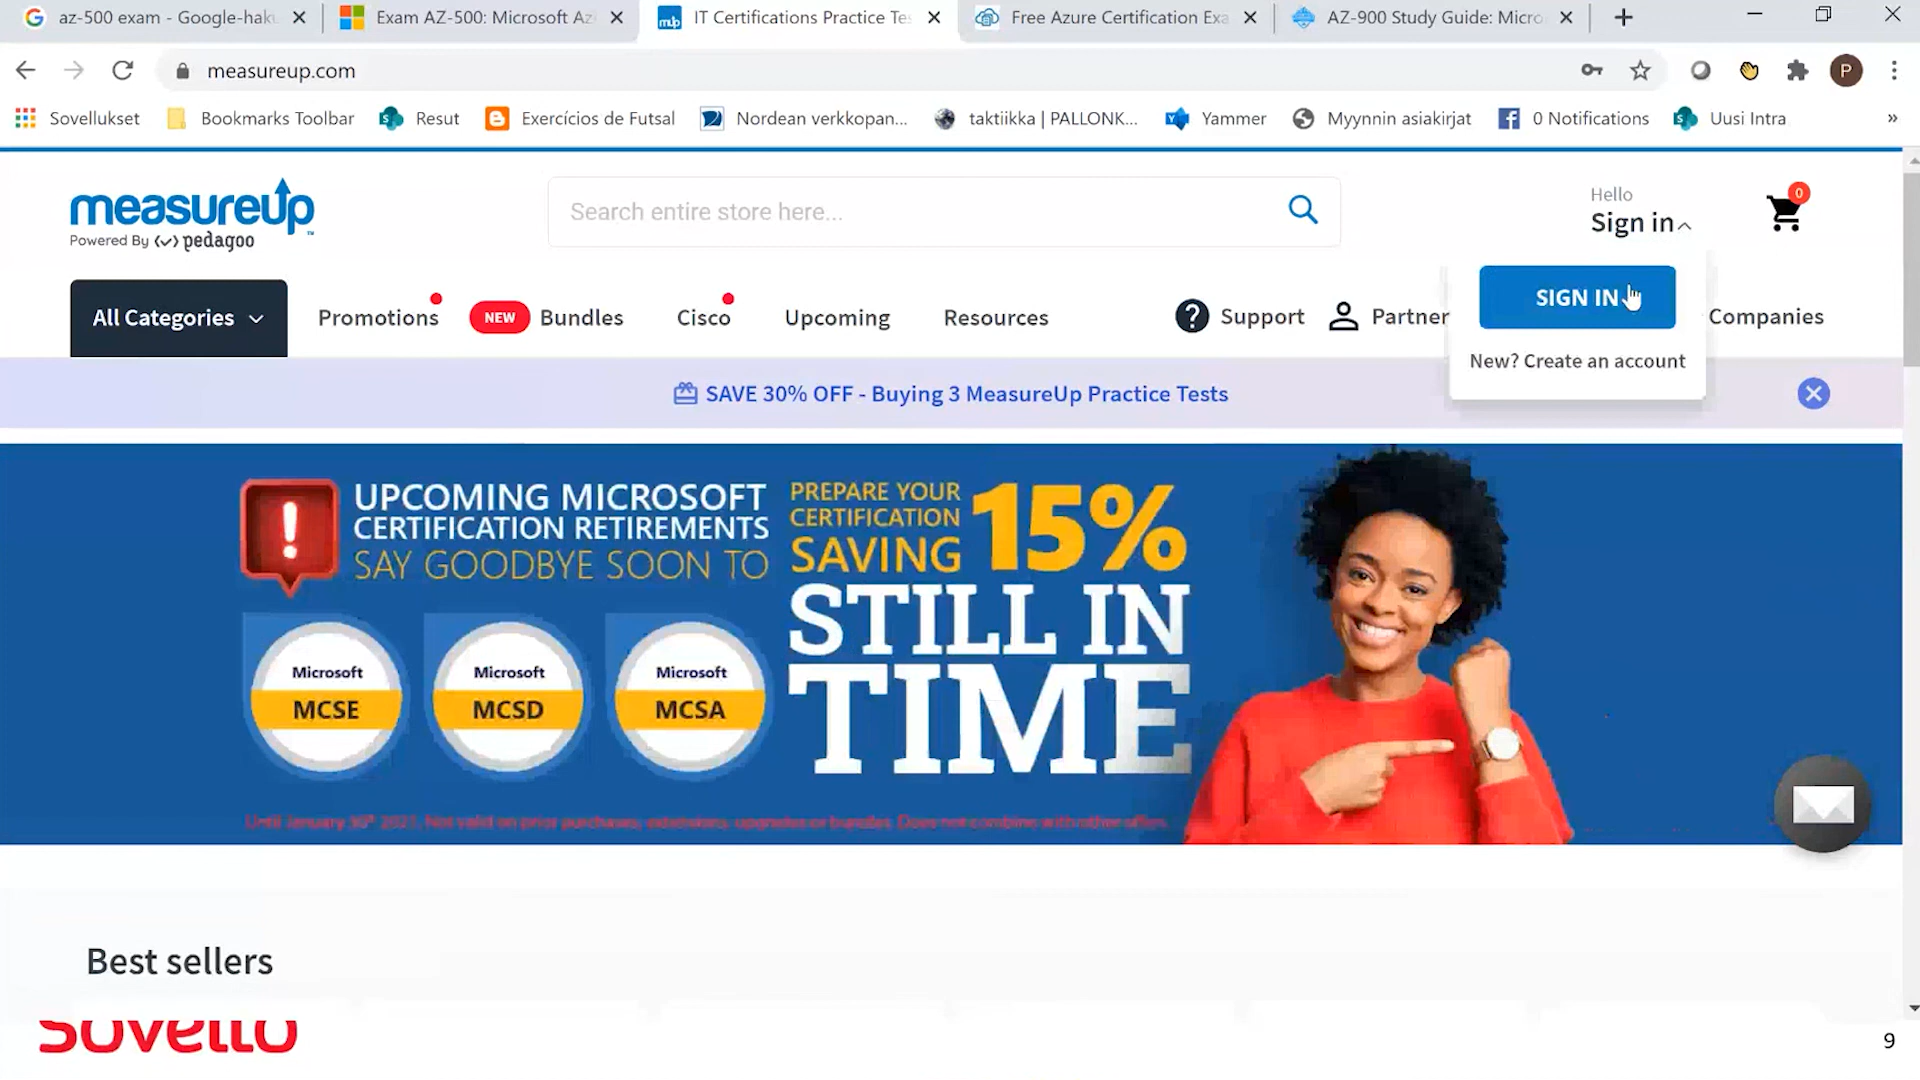 az-500 exam - Google-hak
Exam AZ-500: Microsoft Az
IT Certifications Practice Te
Free Azure Certification Exa
AZ-900 Study Guide: Micro
measureup.com
P
Sovellukset
Bookmarks Toolbar
Resut
Exercícios de Futsal
Nordean verkkopan...
taktiikka | PALLONK...
Yammer
Myynnin asiakirjat
0 Notifications
Uusi Intra
»
measureup
Powered By pedagoo
Search entire store here...
Hello
Sign in
0
All Categories
Promotions
NEW
Bundles
Cisco
Upcoming
Resources
Support
Partner
Companies
SIGN IN
New? Create an account
SAVE 30% OFF - Buying 3 MeasureUp Practice Tests
UPCOMING MICROSOFT
CERTIFICATION RETIREMENTS
SAY GOODBYE SOON TO
Microsoft
MCSE
Microsoft
MCSD
Microsoft
MCSA
PREPARE YOUR
CERTIFICATION
SAVING 15%
STILL IN
TIME
Until January 30th 2021. Not valid on prior purchases, extensions, upgrades or bundles. Does not combine with other offers.
Best sellers
sovello
9